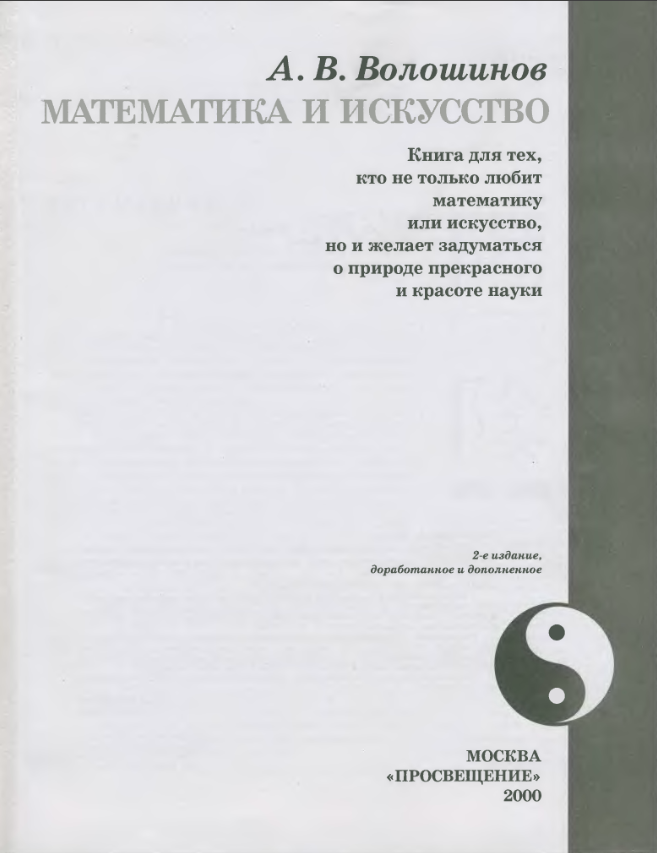 А. В. Волошинов
МАТЕМАТИКА И ИСКУССТВО
Книга для тех,
кто не только любит
математику
или искусство,
но и желает задуматься
о природе прекрасного
и красоте науки
2-е издание,
доработанное и дополненное
МОСКВА
«ПРОСВЕЩЕНИЕ»
2000